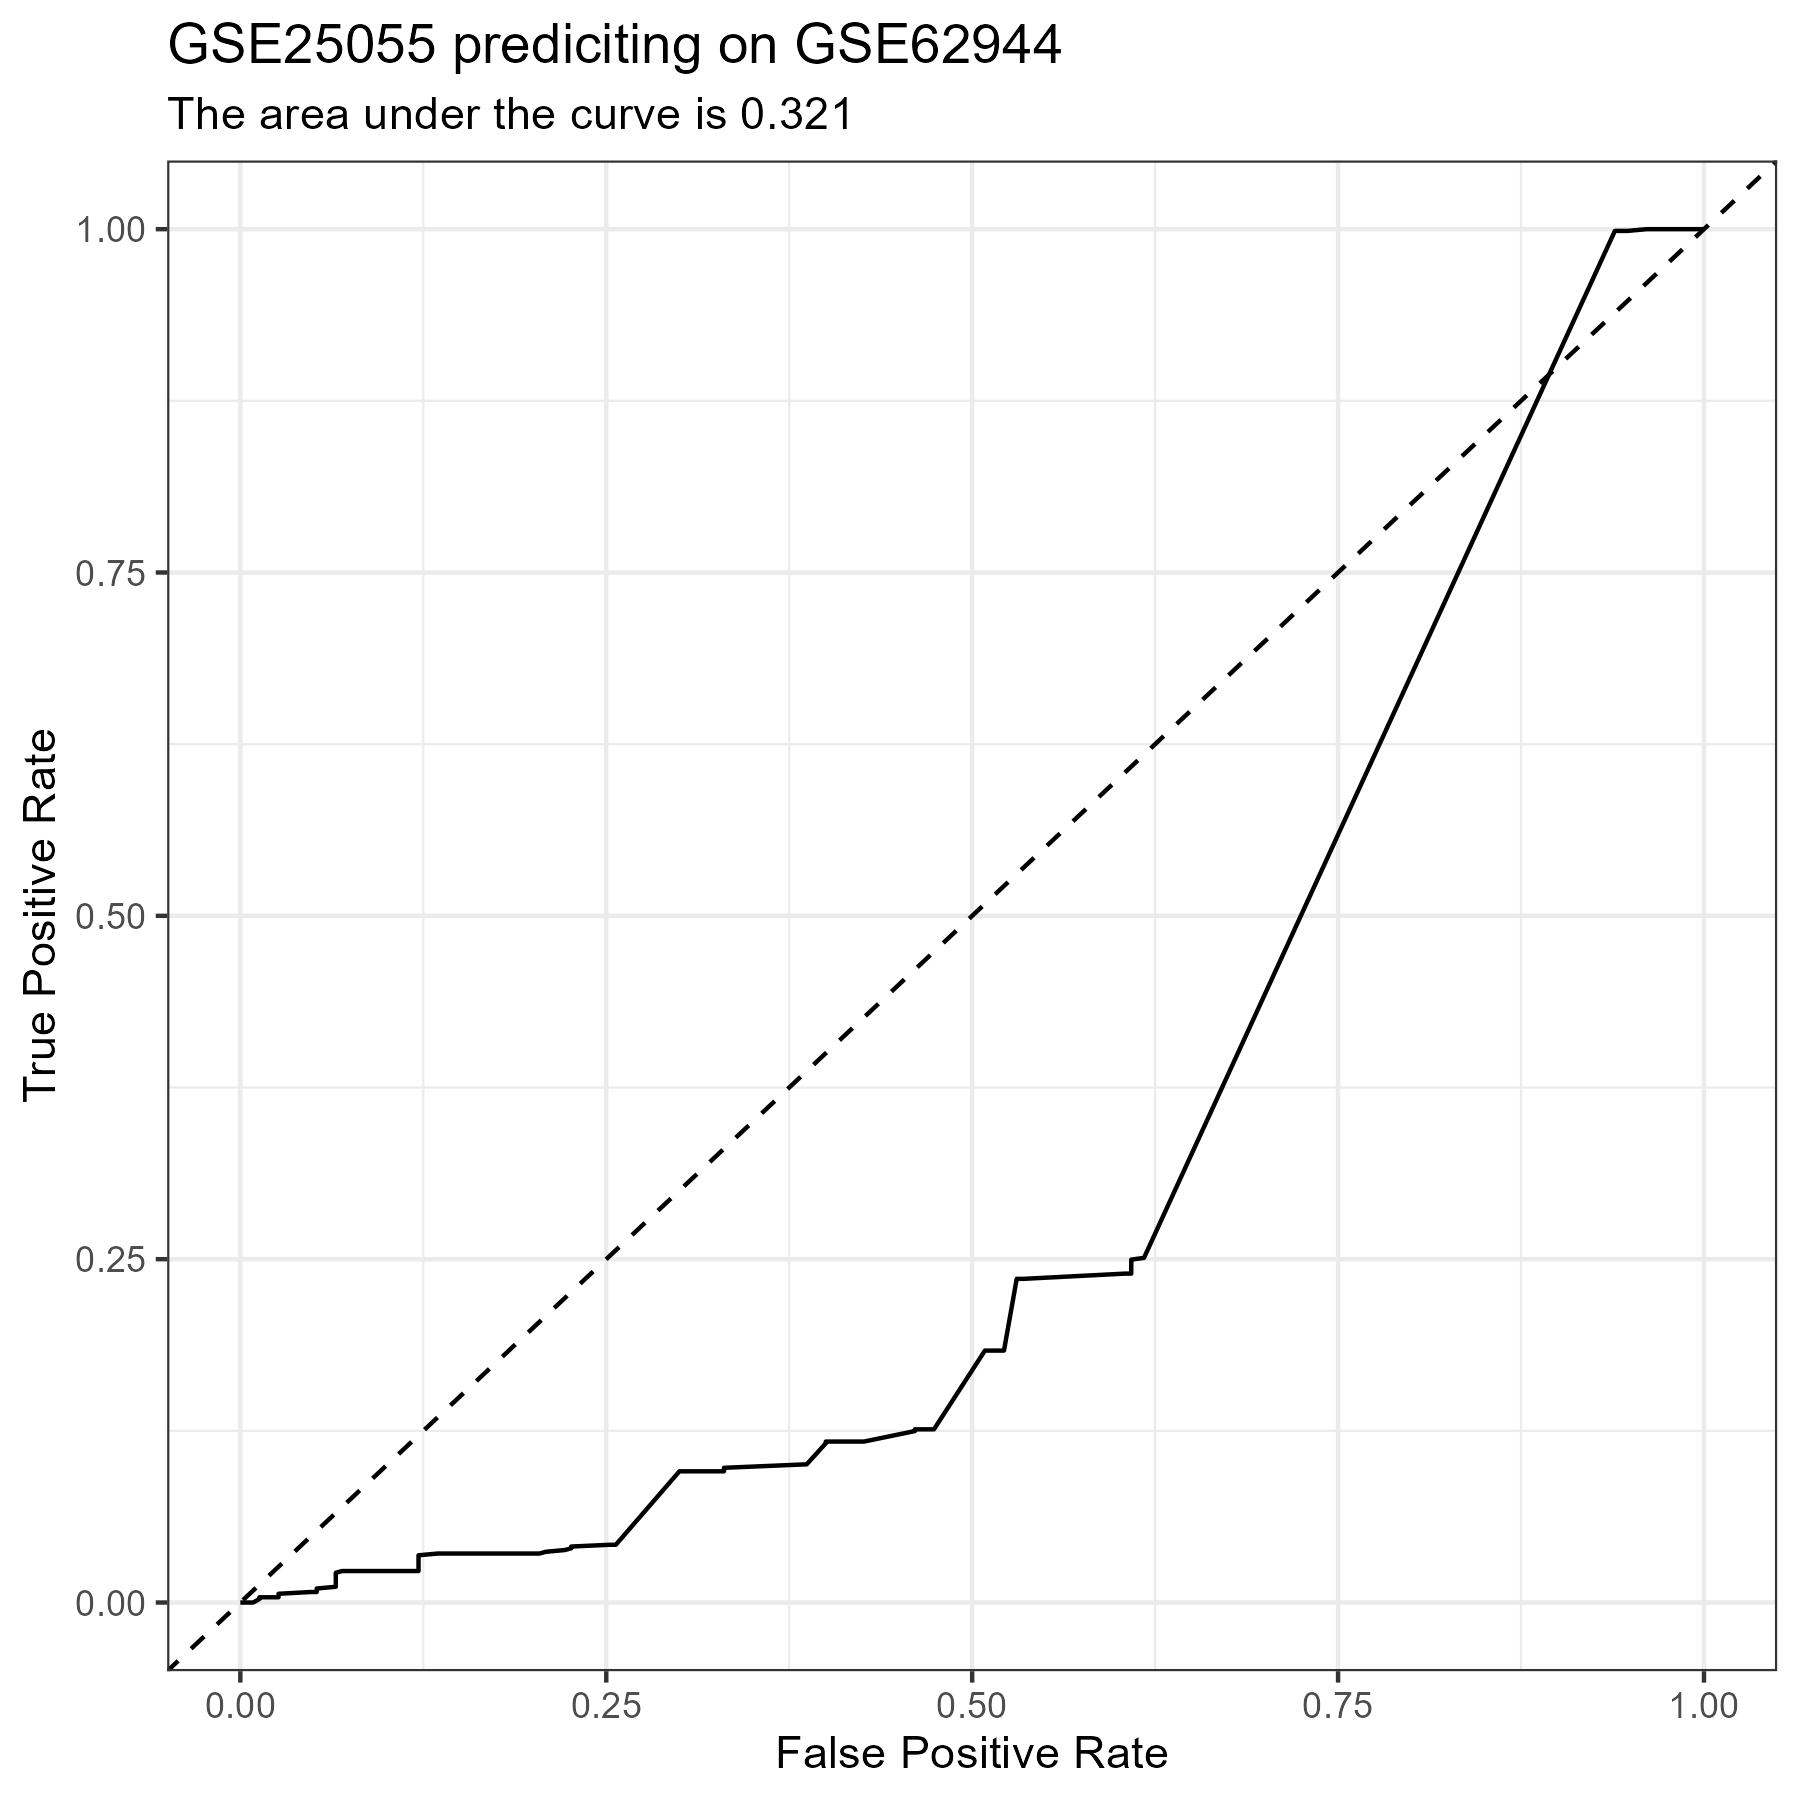 GSE25055 prediciting on GSE62944
The area under the curve is 0.321
1.00
0.75
0.50
0.25
0.00
True Positive Rate
0.00 0.25 0.50 0.75 1.00
False Positive Rate